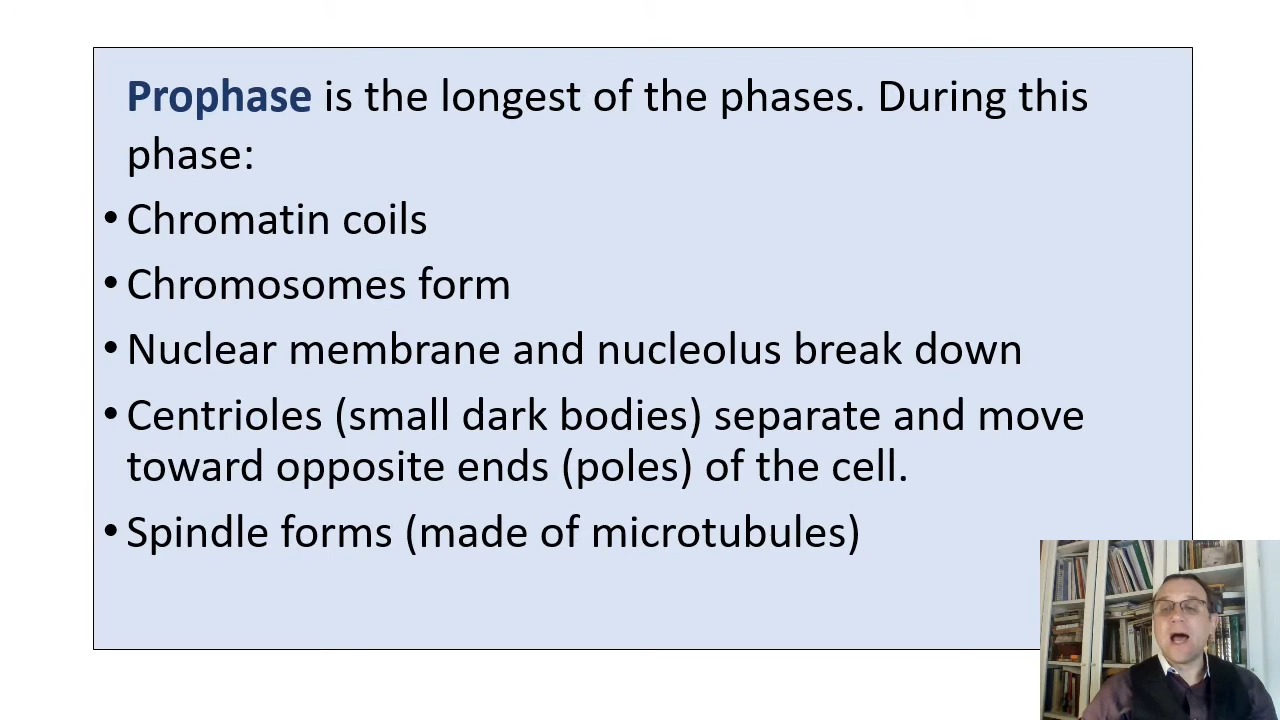 Prophase is the longest of the phases. During this
phase:
• Chromatin coils
• Chromosomes form
• Nuclear membrane and nucleolus break down
• Centrioles (small dark bodies) separate and move
toward opposite ends (poles) of the cell.
• Spindle forms (made of microtubules)